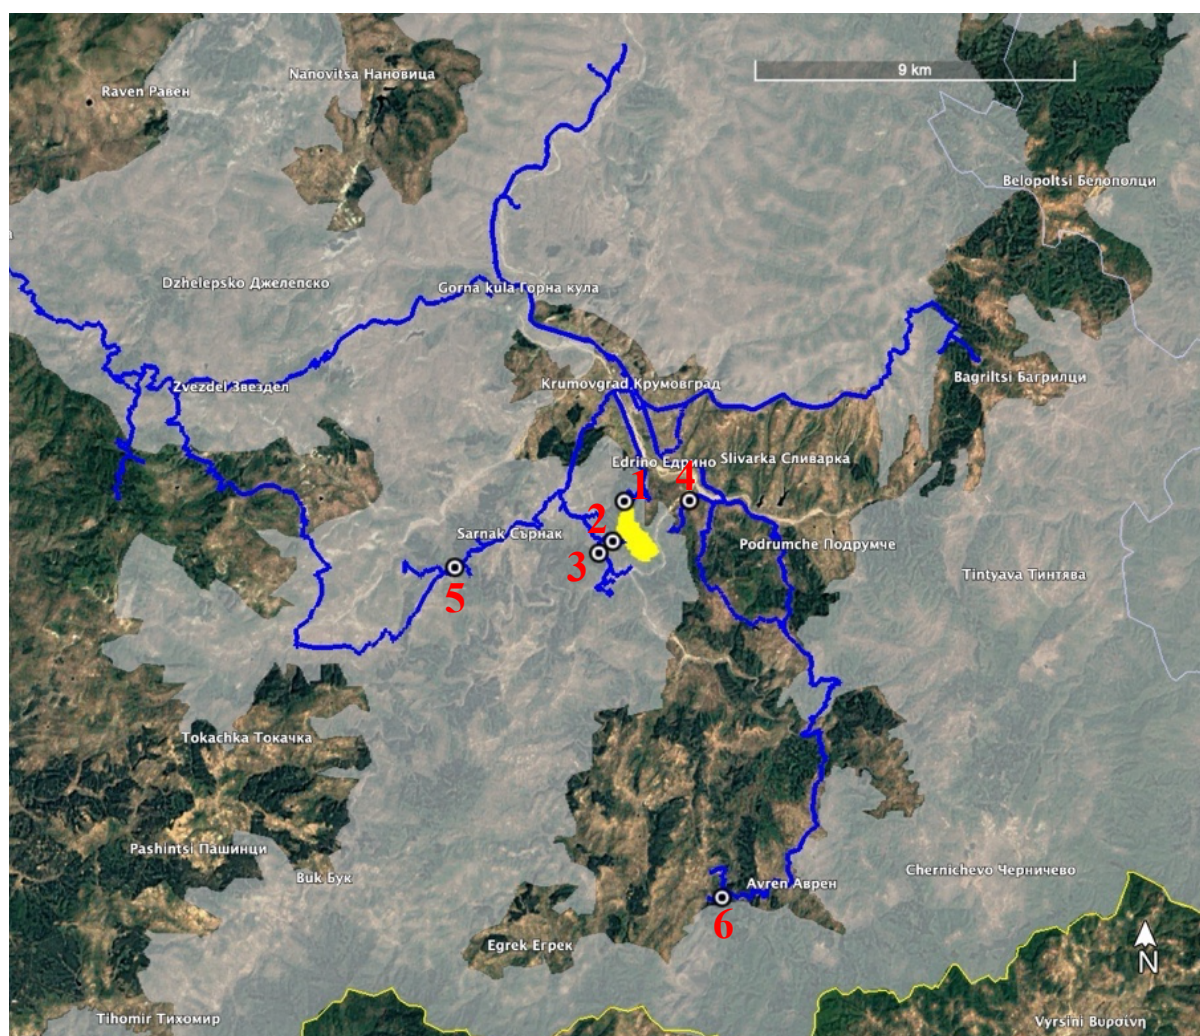 Nanovitsa Нановица
9 km
Raven Равен
Belopoltsi Белополци
Dzhelepsko Джелепско
Gorna kula Горна кула
Zvezdel Звездел
Krumovgrad Крумовград
Bagriltsi Багрилци
Edrino Едрино
Slivarka Сливарка
1
4
2
Sarnak Сърнак
3
Podrumche Подрумче
5
Tintyava Тинтява
Tokachka Токачка
Pashintsi Пашинци
Buk Бук
Avren Аврен
Chernichevo Черничево
6
Egrek Егрек
N
Tihomir Тихомир
Vyrsini Βυρσίνη